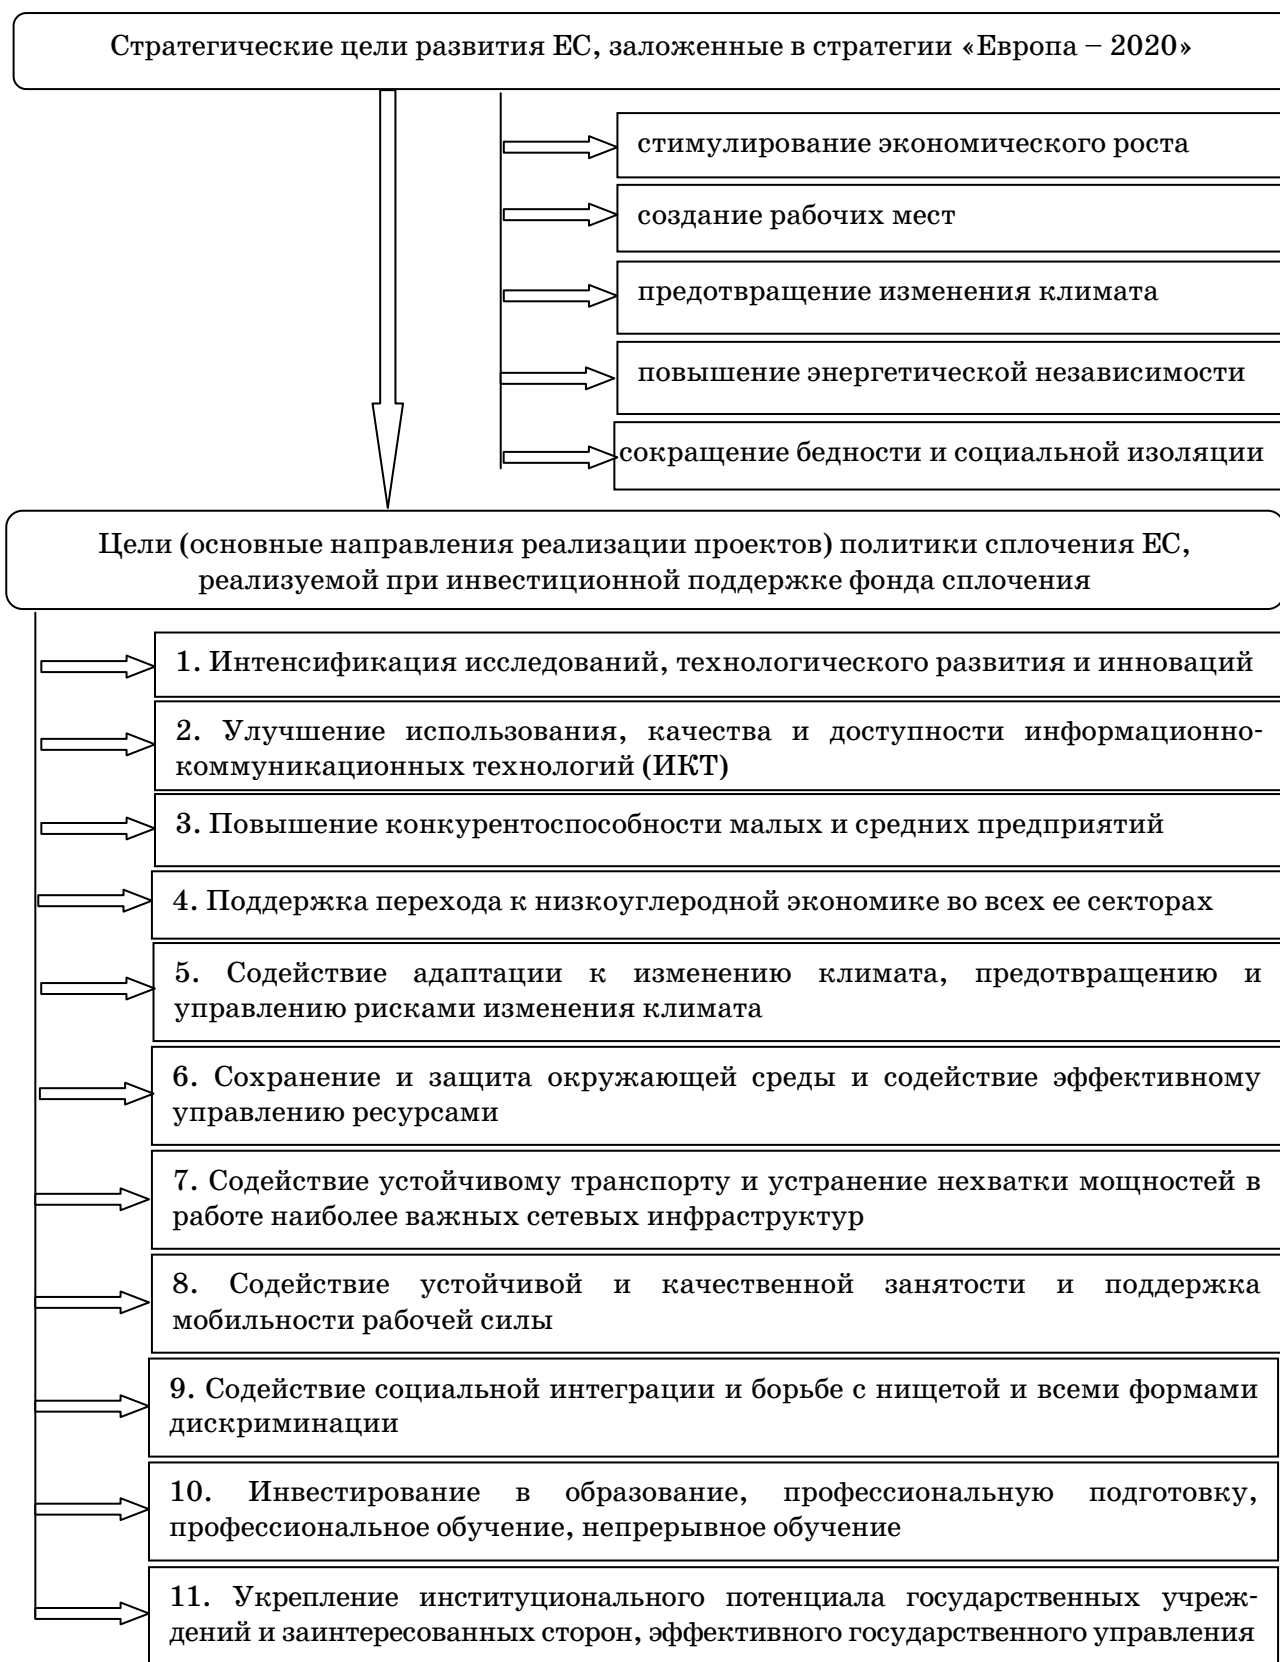 Стратегические цели развития ЕС, заложенные в стратегии «Европа – 2020»
стимулирование экономического роста
создание рабочих мест
предотвращение изменения климата
повышение энергетической независимости
сокращение бедности и социальной изоляции
Цели (основные направления реализации проектов) политики сплочения ЕС,
реализуемой при инвестиционной поддержке фонда сплочения
1. Интенсификация исследований, технологического развития и инноваций
2. Улучшение использования, качества и доступности информационно-
коммуникационных технологий (ИКТ)
3. Повышение конкурентоспособности малых и средних предприятий
4. Поддержка перехода к низкоуглеродной экономике во всех ее секторах
5. Содействие адаптации к изменению климата, предотвращению и
управлению рисками изменения климата
6. Сохранение и защита окружающей среды и содействие эффективному
управлению ресурсами
7. Содействие устойчивому транспорту и устранение нехватки мощностей в
работе наиболее важных сетевых инфраструктур
8. Содействие устойчивой и качественной занятости и поддержка
мобильности рабочей силы
9. Содействие социальной интеграции и борьбе с нищетой и всеми формами
дискриминации
10. Инвестирование в образование, профессиональную подготовку,
профессиональное обучение, непрерывное обучение
11. Укрепление институционального потенциала государственных учреж-
дений и заинтересованных сторон, эффективного государственного управления